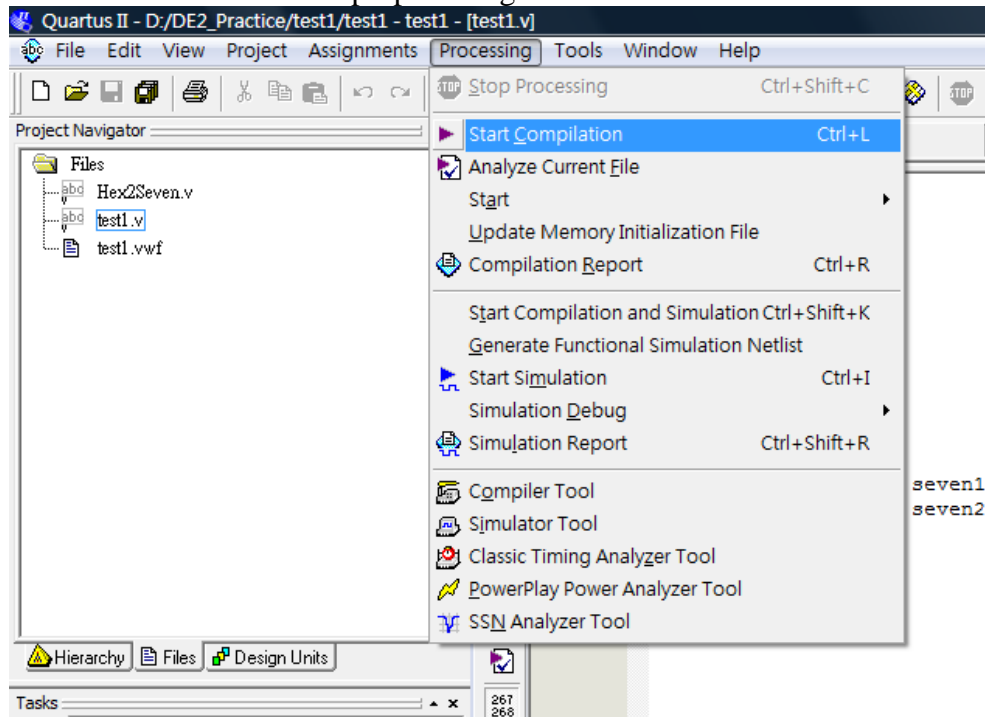 Quartus II - D:/DE2_Practice/test1/test1 - test1 - [test1.v]
File Edit View Project Assignments Processing Tools Window Help
Stop Processing Ctrl+Shift+C
Project Navigator
Start Compilation Ctrl+L
Files
Analyze Current File
Hex2Seven.v
Start
test1.v
Update Memory Initialization File
test1.vwf
Compilation Report Ctrl+R
Start Compilation and Simulation Ctrl+Shift+K
Generate Functional Simulation Netlist
Start Simulation Ctrl+I
Simulation Debug
Simulation Report Ctrl+Shift+R
Compiler Tool
seven1
Simulator Tool
seven2
Classic Timing Analyzer Tool
PowerPlay Power Analyzer Tool
SSN Analyzer Tool
Hierarchy Files Design Units
Tasks
267
268